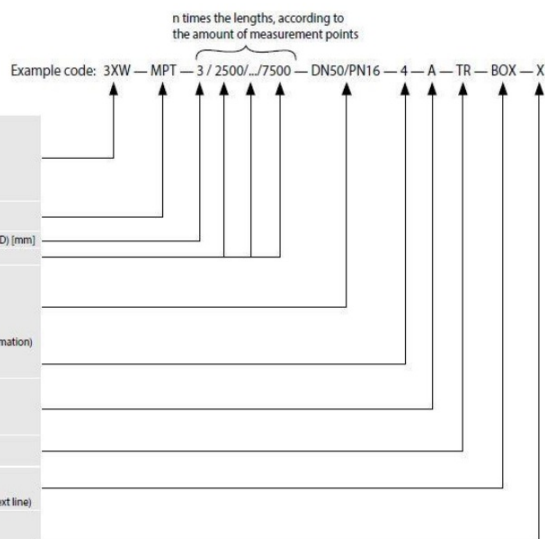 n times the lengths, according to
the amount of measurement points
Example code: 3XW — MPT — 3 / 2500/.../7500 — DN50/PN16 — 4 — A — TR — BOX — X
D) [mm]
mation)
ext line)